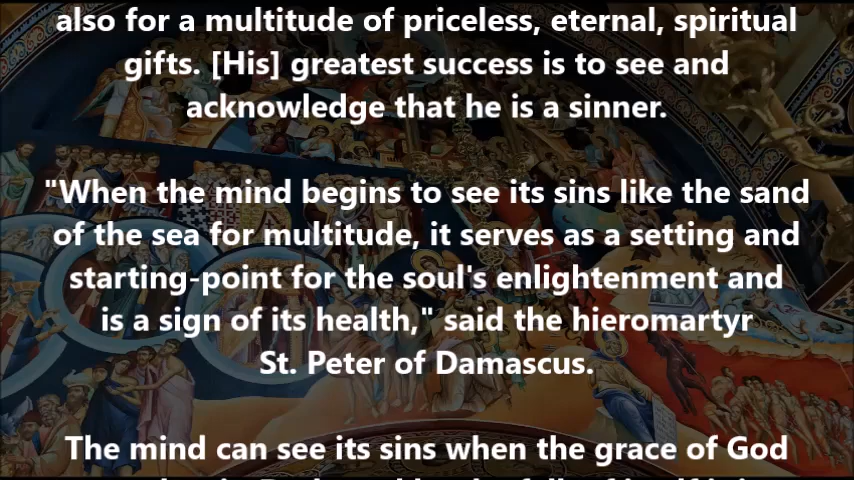 also for a multitude of priceless, eternal, spiritual
gifts. [His] greatest success is to see and
acknowledge that he is a sinner.
"When the mind begins to see its sins like the sand
of the sea for multitude, it serves as a setting and
starting-point for the soul's enlightenment and
is a sign of its health," said the hieromartyr
St. Peter of Damascus.
The mind can see its sins when the grace of God